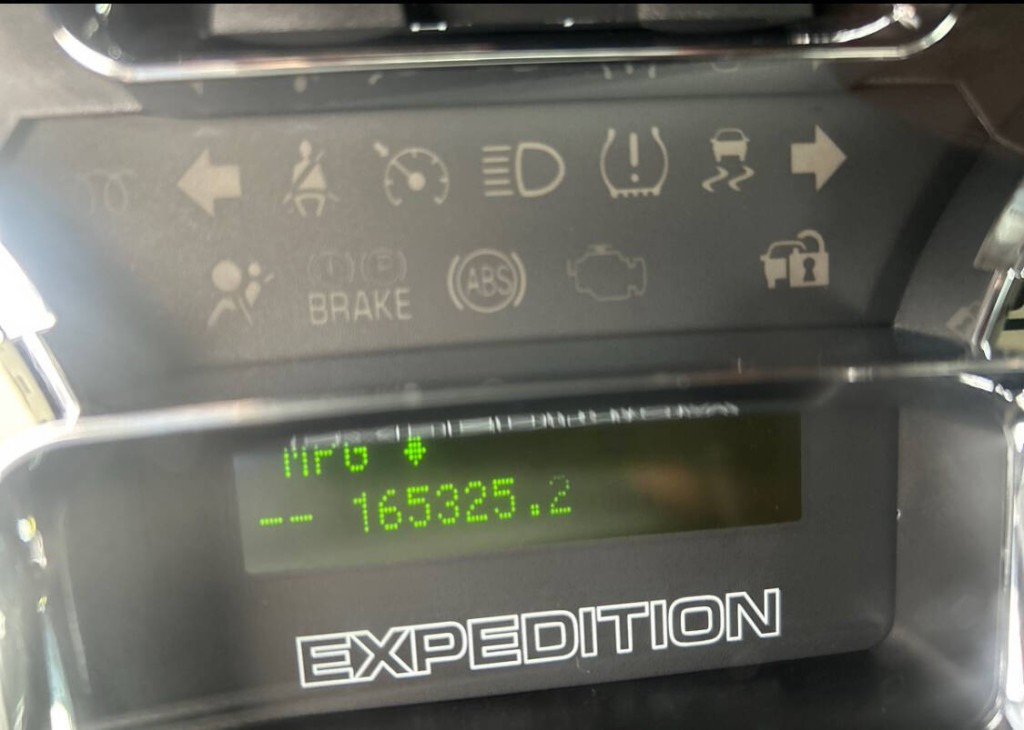 BRAKE
ABS
MPG
-- 165325.2
EXPEDITION